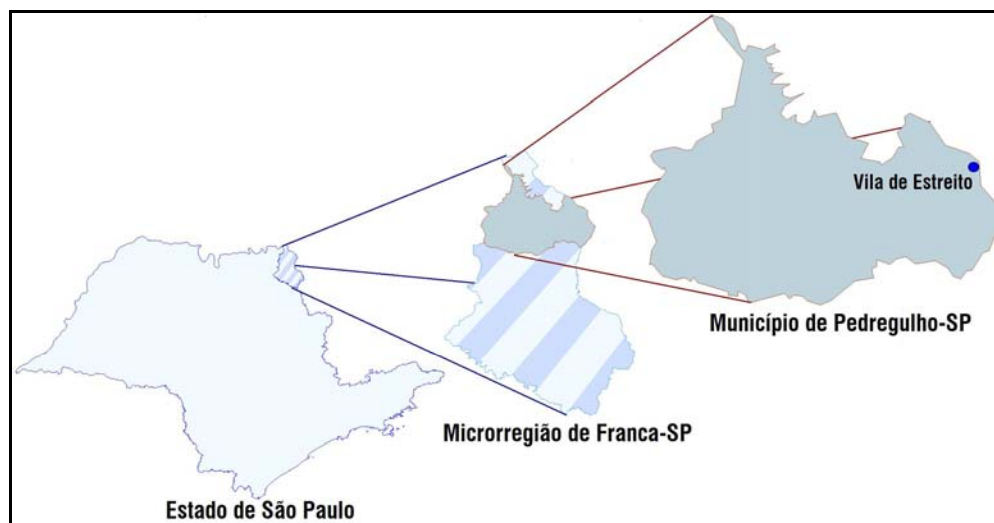 Vila de Estreito
Município de Pedregulho-SP
Microrregião de Franca-SP
Estado de São Paulo